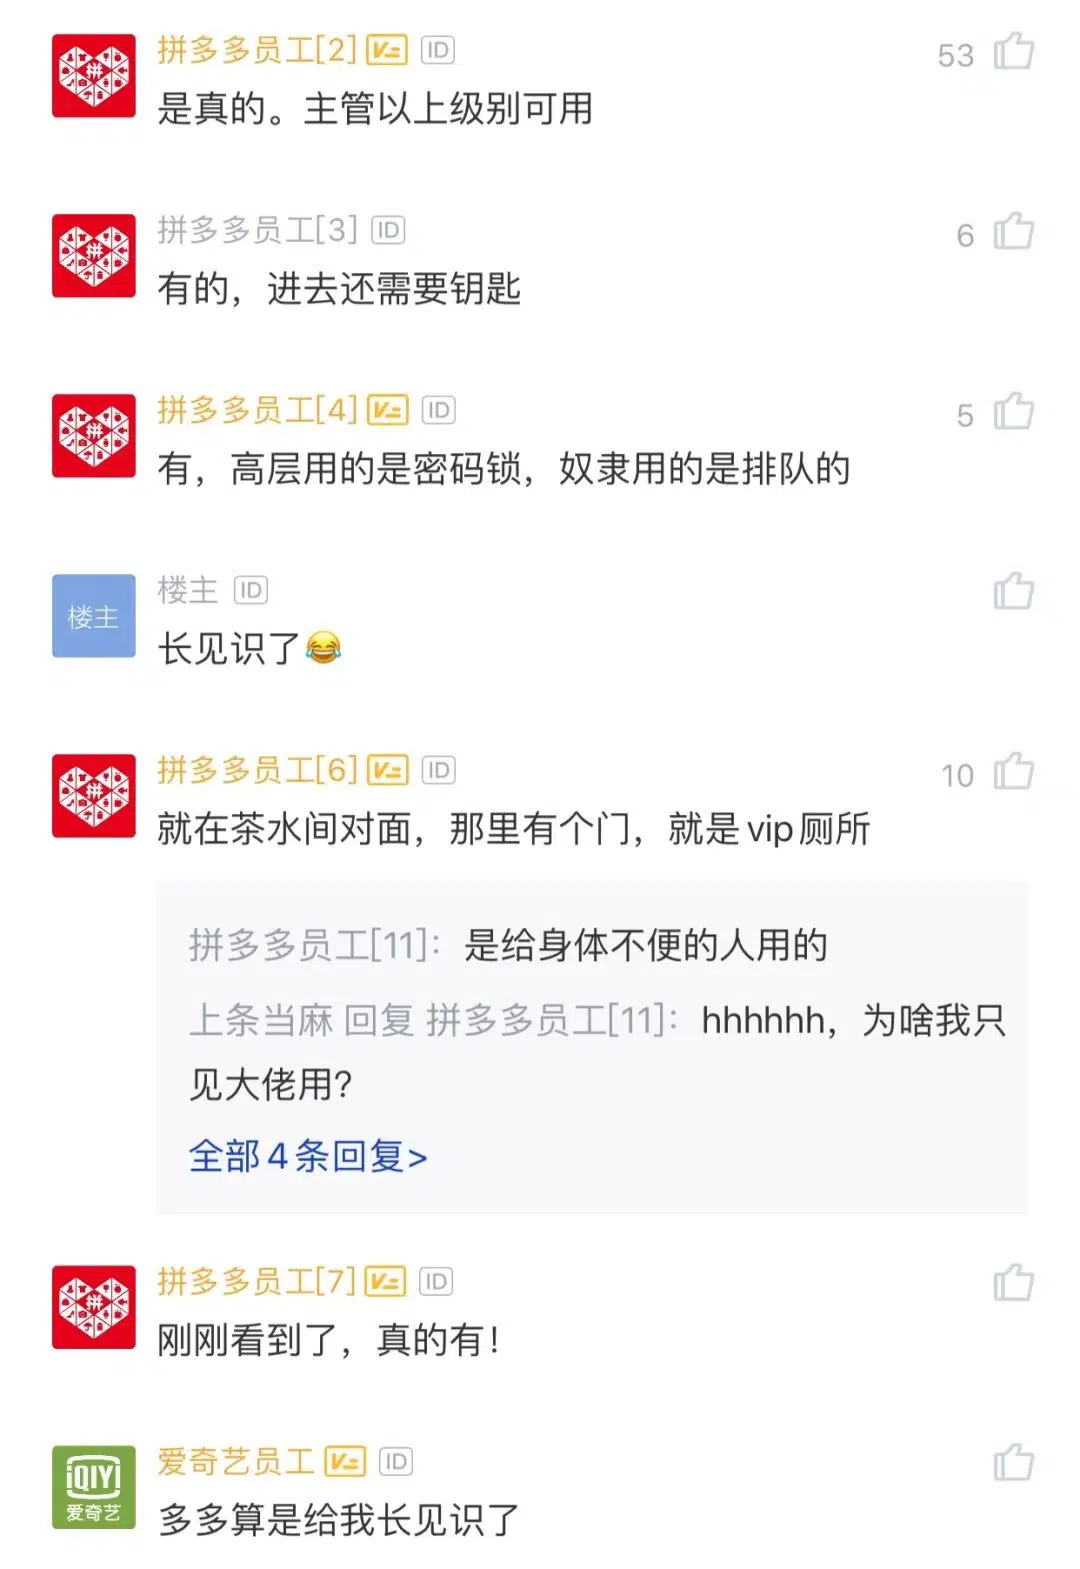 拼多多员工[2] V ID
53
是真的。主管以上级别可用
拼多多员工[3] ID
6
有的，进去还需要钥匙
拼多多员工[4] V ID
5
有，高层用的是密码锁，奴隶用的是排队的
楼主
楼主 ID
长见识了😂
拼多多员工[6] V ID
10
就在茶水间对面，那里有个门，就是vip厕所
拼多多员工[11]：是给身体不便的人用的
上条当麻 回复 拼多多员工[11]：hhhhhh，为啥我只
见大佬用？
全部4条回复>
拼多多员工[7] V ID
刚刚看到了，真的有！
iQIYI
爱奇艺
爱奇艺员工 V ID
多多算是给我长见识了